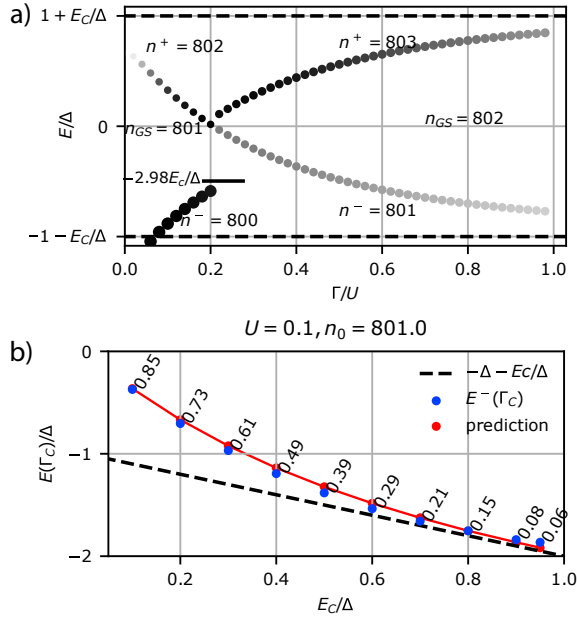 a)
1 + E_C/Δ
n^+ = 802
n^+ = 803
E/Δ
0
n_GS = 801
n_GS = 802
−2.98E_c/Δ
n^- = 800
n^- = 801
−1 − E_C/Δ
0.0 0.2 0.4 0.6 0.8 1.0
Γ/U
b)
U = 0.1, n_0 = 801.0
0
−1
−2
E(Γ_C)/Δ
−Δ − Ec/Δ
E^-(Γ_C)
prediction
0.85
0.73
0.61
0.49
0.39
0.29
0.21
0.15
0.08
0.06
0.2 0.4 0.6 0.8 1.0
E_C/Δ